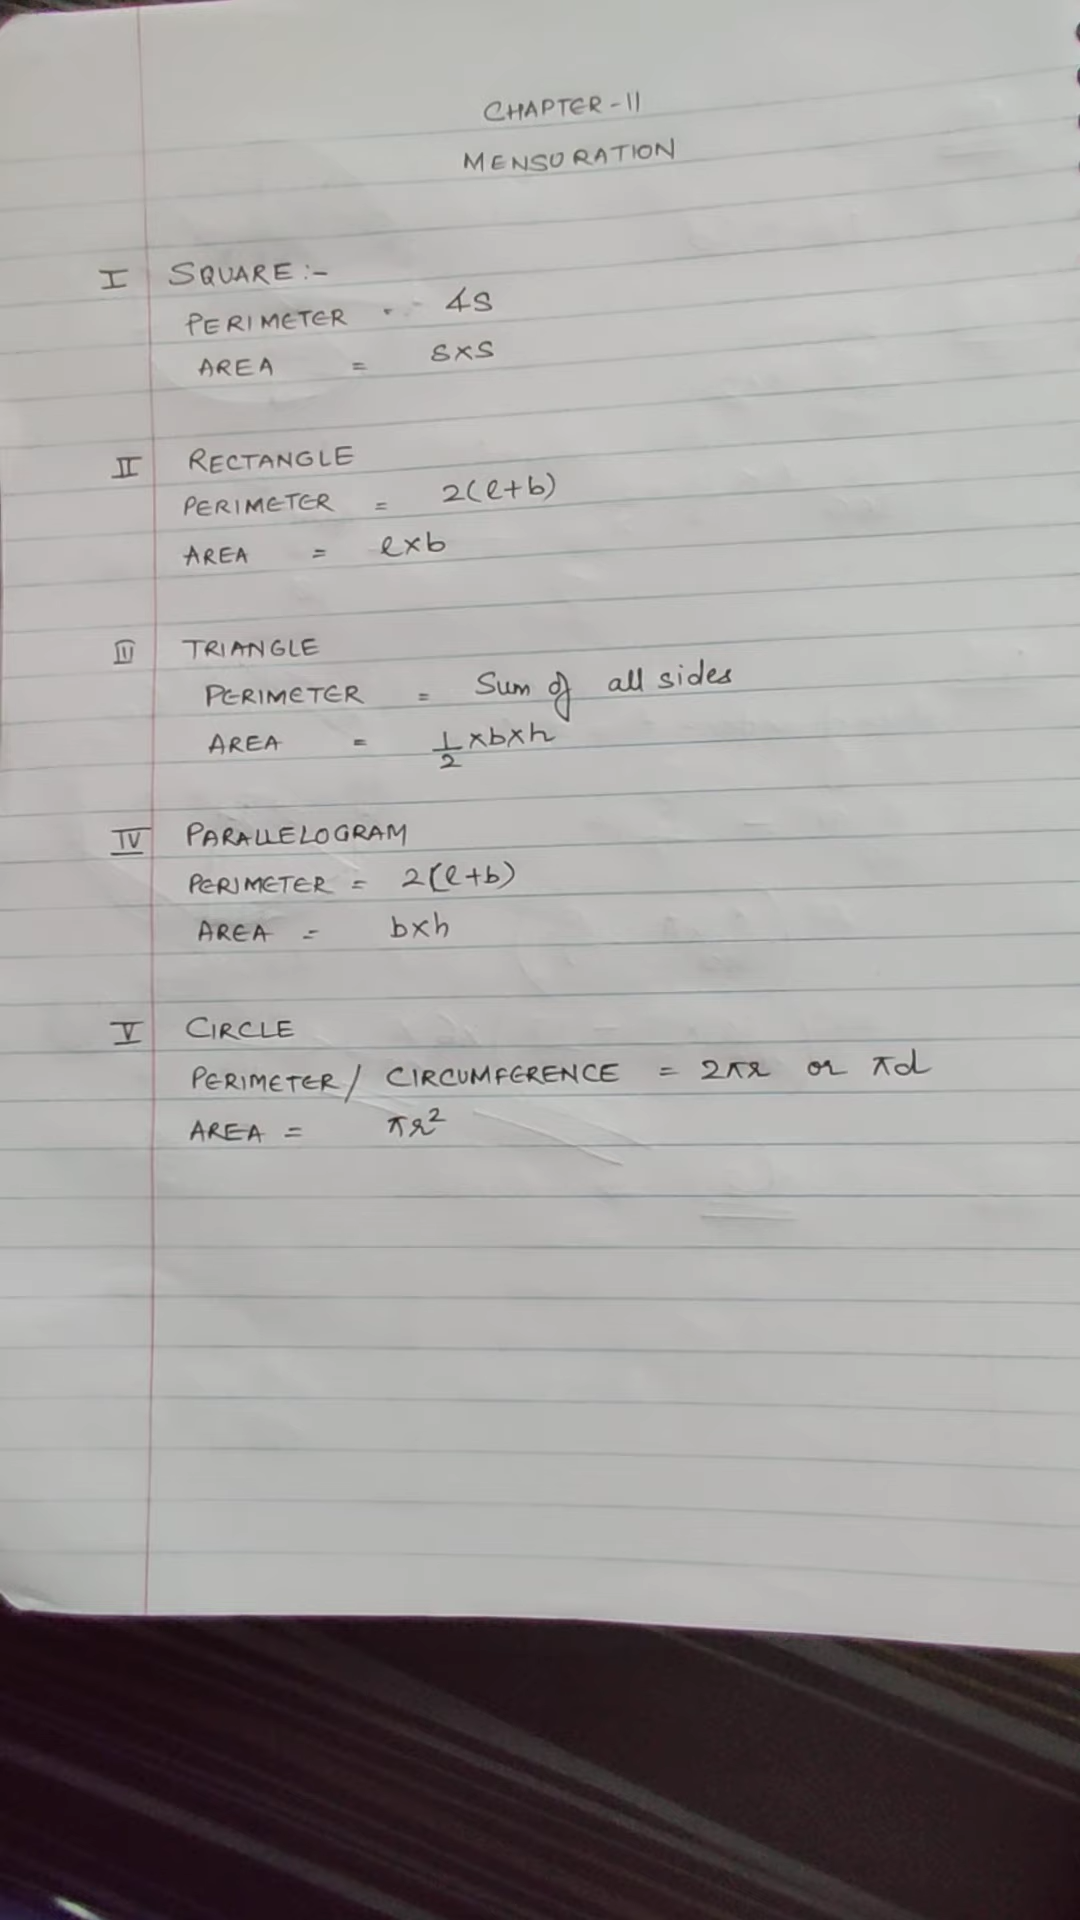 CHAPTER-11
MENSURATION
I SQUARE:-
PERIMETER = 4S
AREA = S×S
II RECTANGLE
PERIMETER = 2(l+b)
AREA = l×b
III TRIANGLE
PERIMETER = Sum of all sides
AREA = 1/2 ×b×h
IV PARALLELOGRAM
PERIMETER = 2(l+b)
AREA = b×h
V CIRCLE
PERIMETER/ CIRCUMFERENCE = 2πr or πd
AREA = πr²